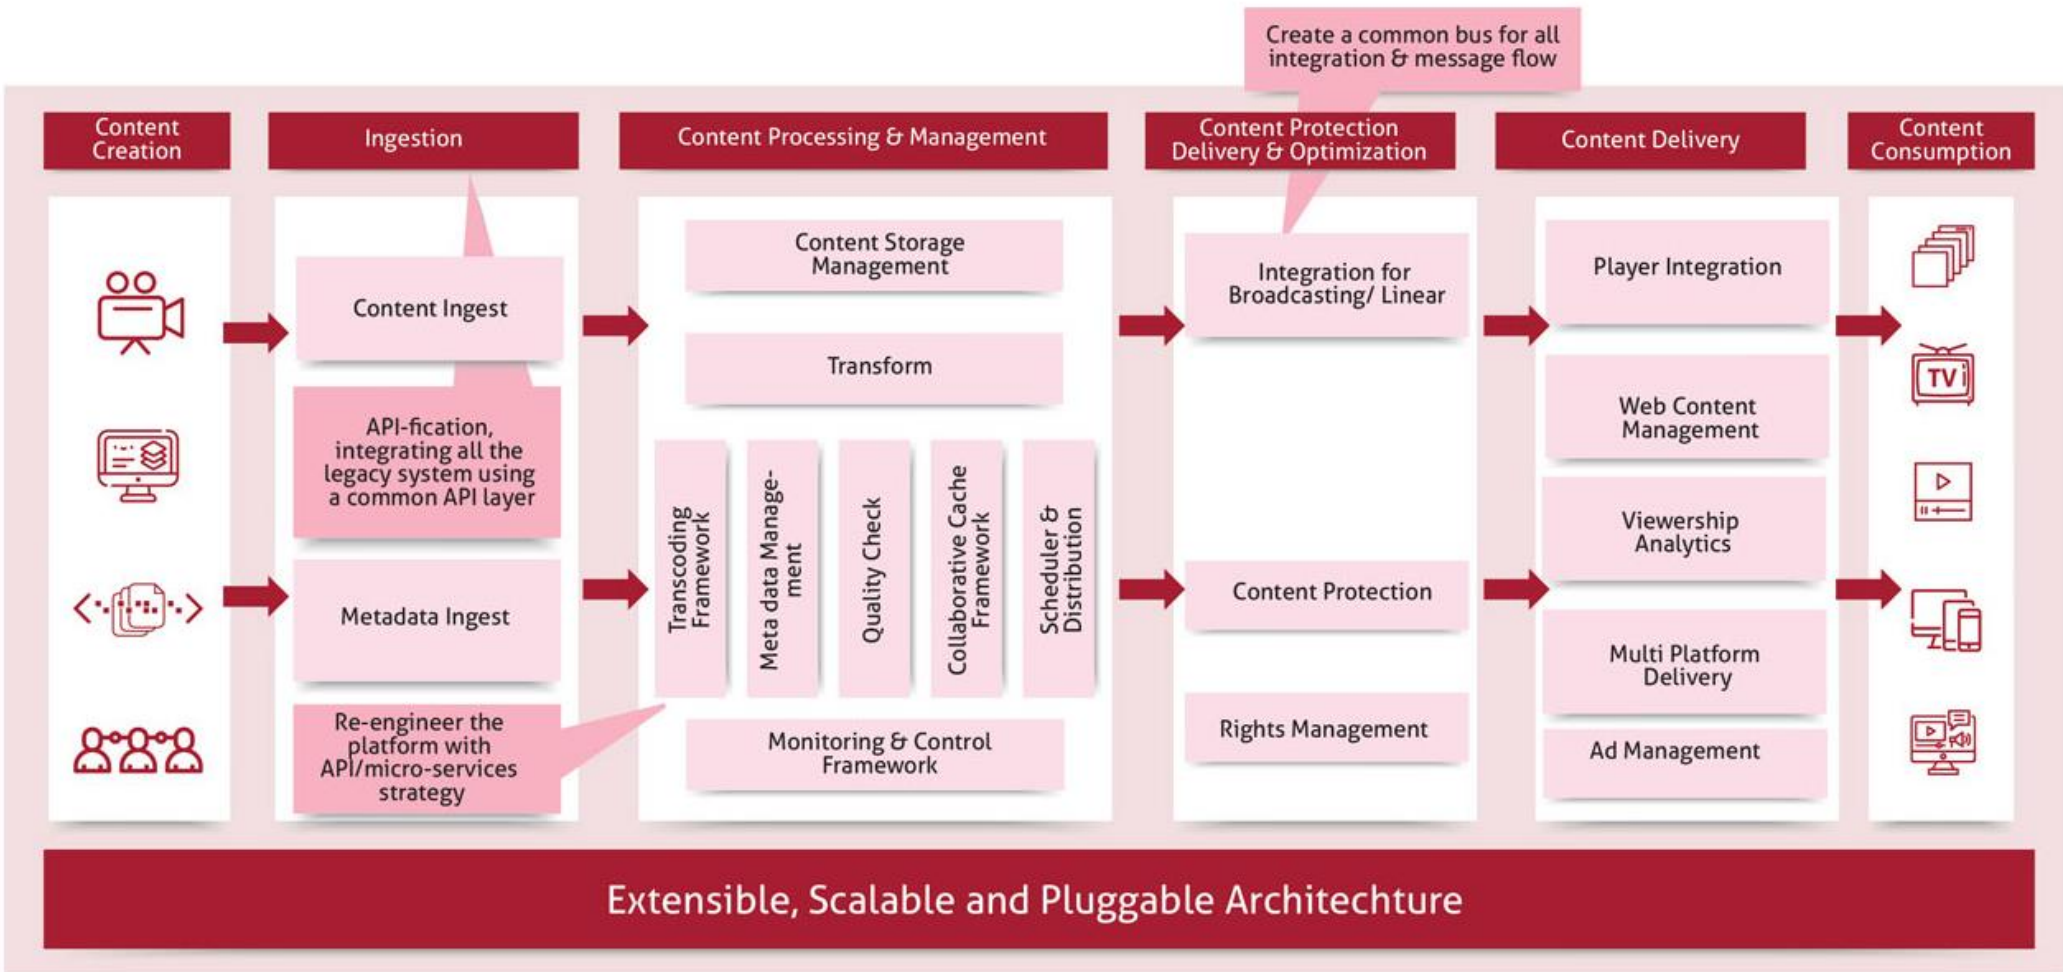 Create a common bus for all
integration & message flow
Content
Creation
Ingestion
Content Processing & Management
Content Protection
Delivery & Optimization
Content Delivery
Content
Consumption
Content Ingest
API-fication,
integrating all the
legacy system using
a common API layer
Metadata Ingest
Re-engineer the
platform with
API/micro-services
strategy
Content Storage
Management
Transform
Transcoding
Framework
Meta data Manage-
ment
Quality Check
Collaborative Cache
Framework
Scheduler &
Distribution
Monitoring & Control
Framework
Integration for
Broadcasting/ Linear
Content Protection
Rights Management
Player Integration
Web Content
Management
Viewership
Analytics
Multi Platform
Delivery
Ad Management
TV
Extensible, Scalable and Pluggable Architechture